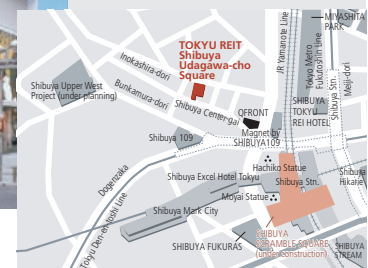 MIYASHITA
PARK
JR Yamanote Line
Tokyo Metro
Fukutoshin Line
Meiji-dori
Shibuya Stn.
TOKYU REIT
Shibuya
Udagawa-cho
Square
Inokashira-dori
Bunkamura-dori
Shibuya Upper West
Project (under planning)
Shibuya Center gai
QFRONT
SHIBUYA
TOKYU
REI HOTEL
Magnet by
SHIBUYA109
Shibuya 109
Hachiko Statue
Dogenzaka
Shibuya Excel Hotel Tokyu
Shibuya Stn.
Shibuya
Hikarie
Moyai Statue
Shibuya Mark City
Tokyu Den-en-toshi Line
SHIBUYA FUKURAS
SHIBUYA
SCRAMBLE SQUARE
(under construction)
SHIBUYA
STREAM